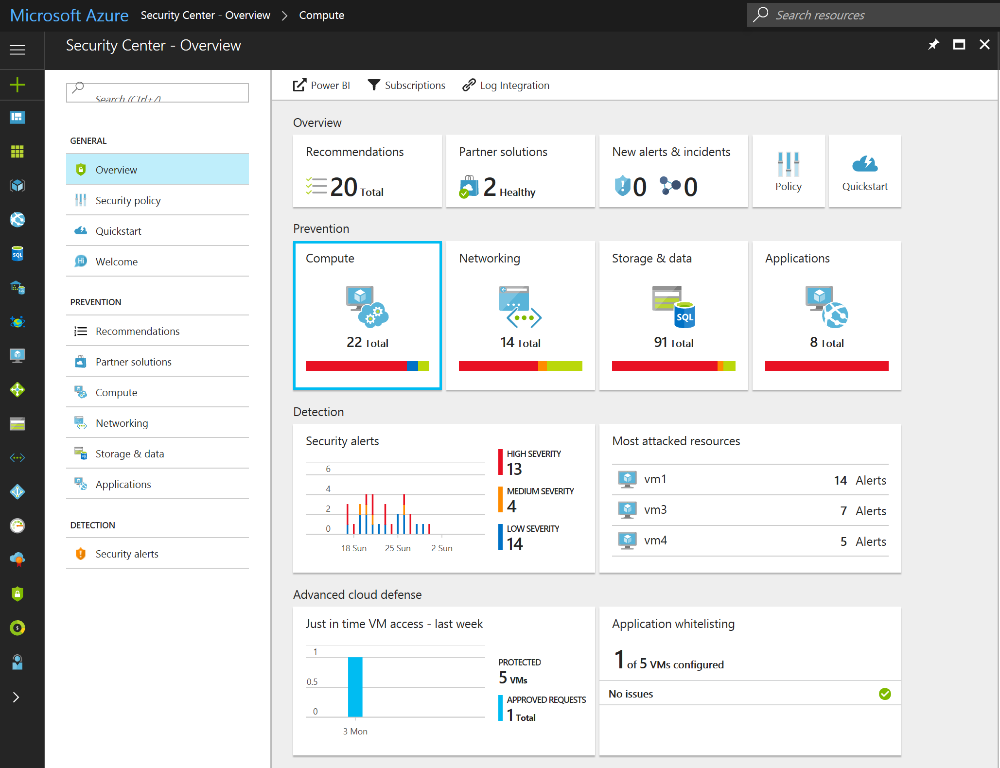 Microsoft Azure Security Center - Overview > Compute
Search resources
Security Center - Overview
Search (Ctrl+/)
GENERAL
Overview
Security policy
Quickstart
Welcome
PREVENTION
Recommendations
Partner solutions
Compute
Networking
Storage & data
Applications
DETECTION
Security alerts
Power BI Subscriptions Log Integration
Overview
Recommendations
20 Total
Partner solutions
2 Healthy
New alerts & incidents
0 0
Policy
Quickstart
Prevention
Compute
22 Total
Networking
14 Total
Storage & data
SQL
91 Total
Applications
8 Total
Detection
Security alerts
6
4
2
0
18 Sun 25 Sun 2 Sun
HIGH SEVERITY
13
MEDIUM SEVERITY
4
LOW SEVERITY
14
Most attacked resources
vm1 14 Alerts
vm3 7 Alerts
vm4 5 Alerts
Advanced cloud defense
Just in time VM access - last week
1
0.5
0
3 Mon
PROTECTED
5 VMs
APPROVED REQUESTS
1 Total
Application whitelisting
1 of 5 VMs configured
No issues